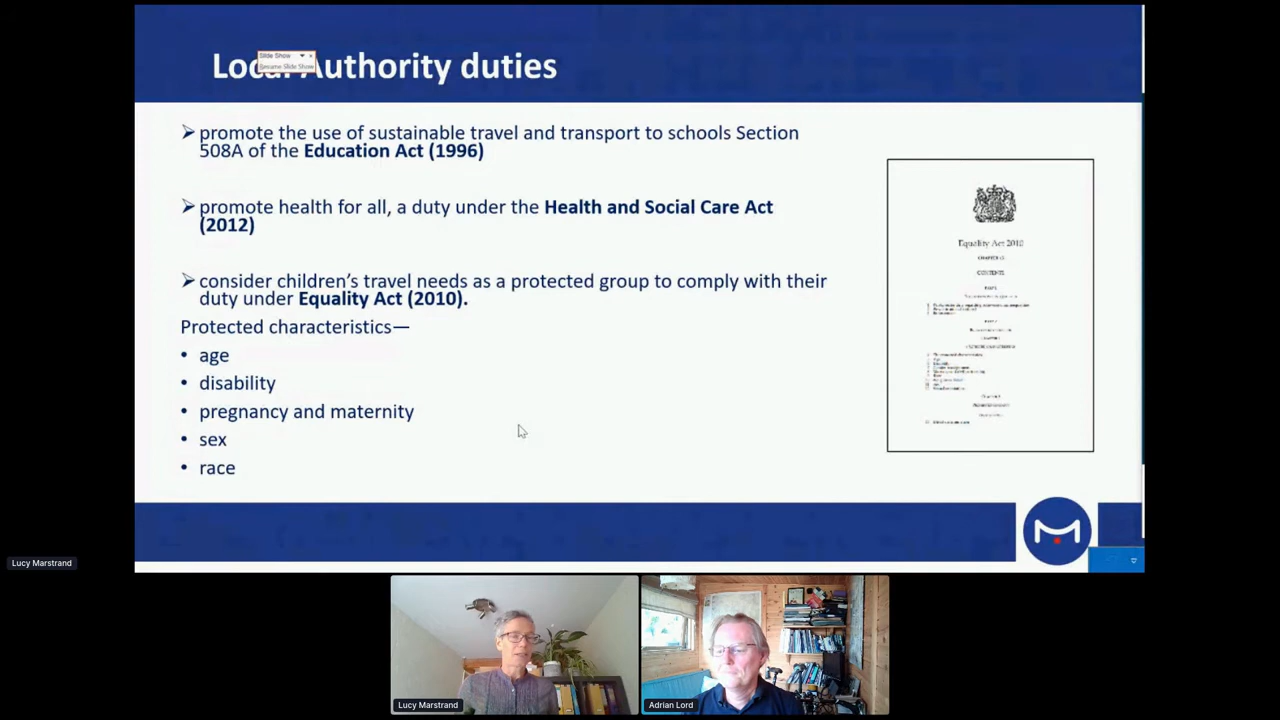 Local Authority duties
Slide Show
Resume Slide Show
➢ promote the use of sustainable travel and transport to schools Section
508A of the Education Act (1996)
➢ promote health for all, a duty under the Health and Social Care Act
(2012)
➢ consider children’s travel needs as a protected group to comply with their
duty under Equality Act (2010).
Protected characteristics—
• age
• disability
• pregnancy and maternity
• sex
• race
Equality Act 2010
CONTENTS
Lucy Marstrand
Lucy Marstrand
Adrian Lord